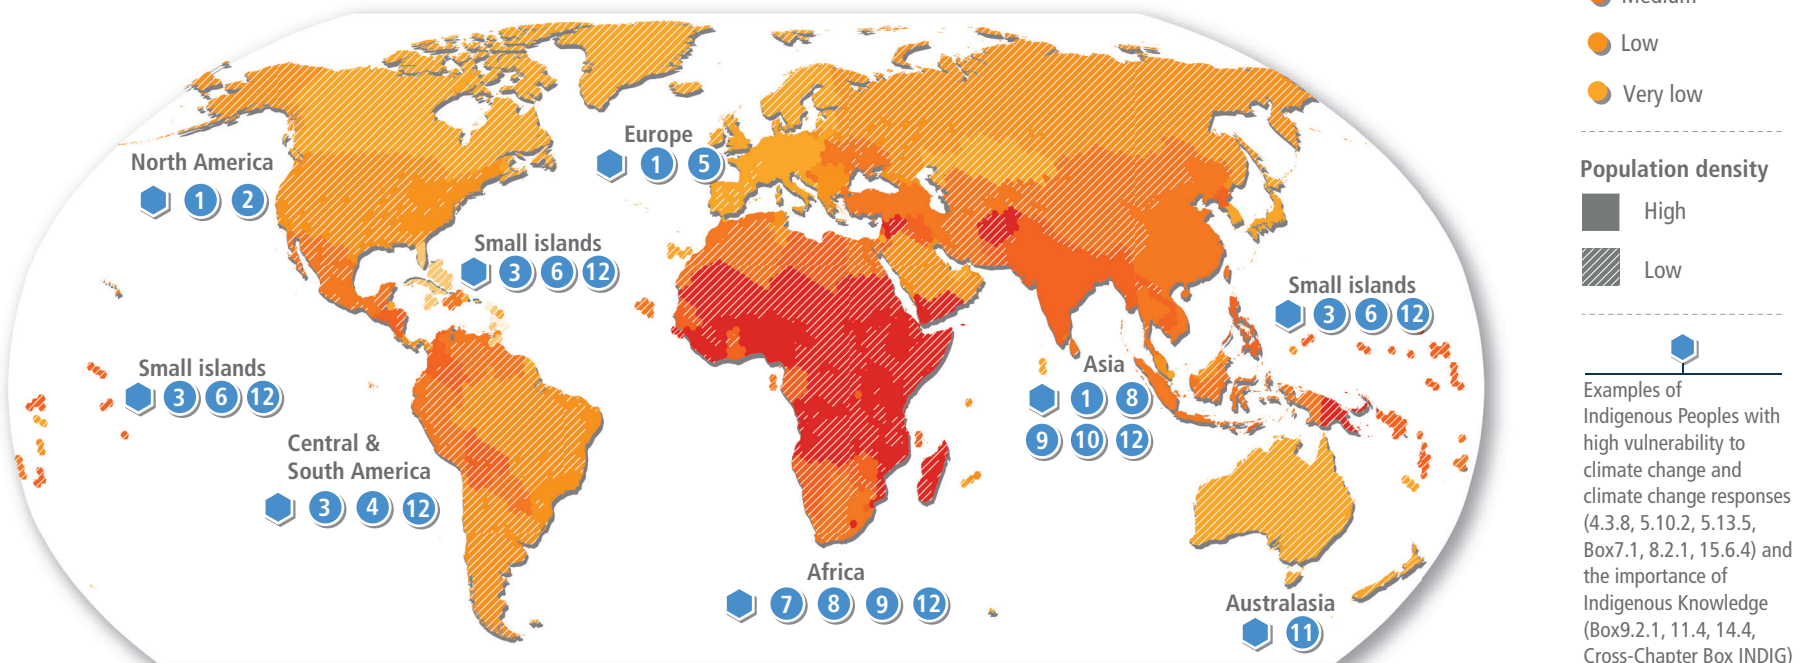 Medium
Low
Very low
Europe
1 5
North America
1 2
Population density
High
Small islands
3 6 12
Low
Small islands
3 6 12
Small islands
3 6 12
Asia
1 8
9 10 12
Central &
South America
3 4 12
Africa
7 8 9 12
Australasia
11
Examples of
Indigenous Peoples with
high vulnerability to
climate change and
climate change responses
(4.3.8, 5.10.2, 5.13.5,
Box7.1, 8.2.1, 15.6.4) and
the importance of
Indigenous Knowledge
(Box9.2.1, 11.4, 14.4,
Cross-Chapter Box INDIG)